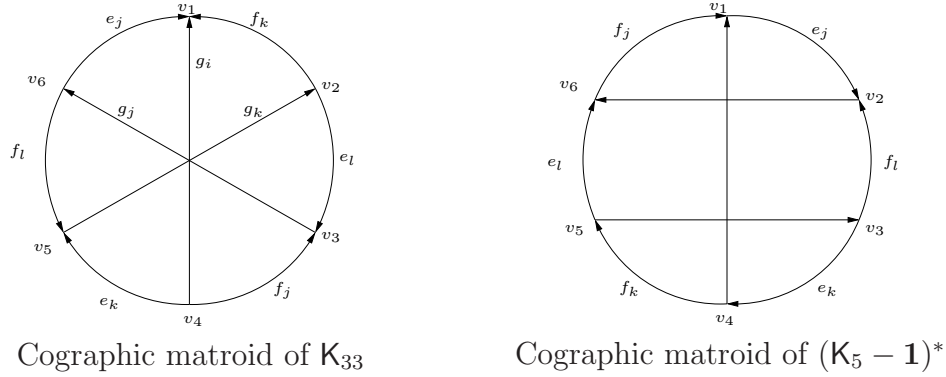 v₁
e_j
f_k
g_i
v₆
v₂
g_j
g_k
f_l
e_l
v₅
v₃
e_k
f_j
v₄
Cographic matroid of K₃₃
v₁
f_j
e_j
v₆
v₂
e_l
f_l
v₅
v₃
f_k
e_k
v₄
Cographic matroid of (K₅ − 1)*